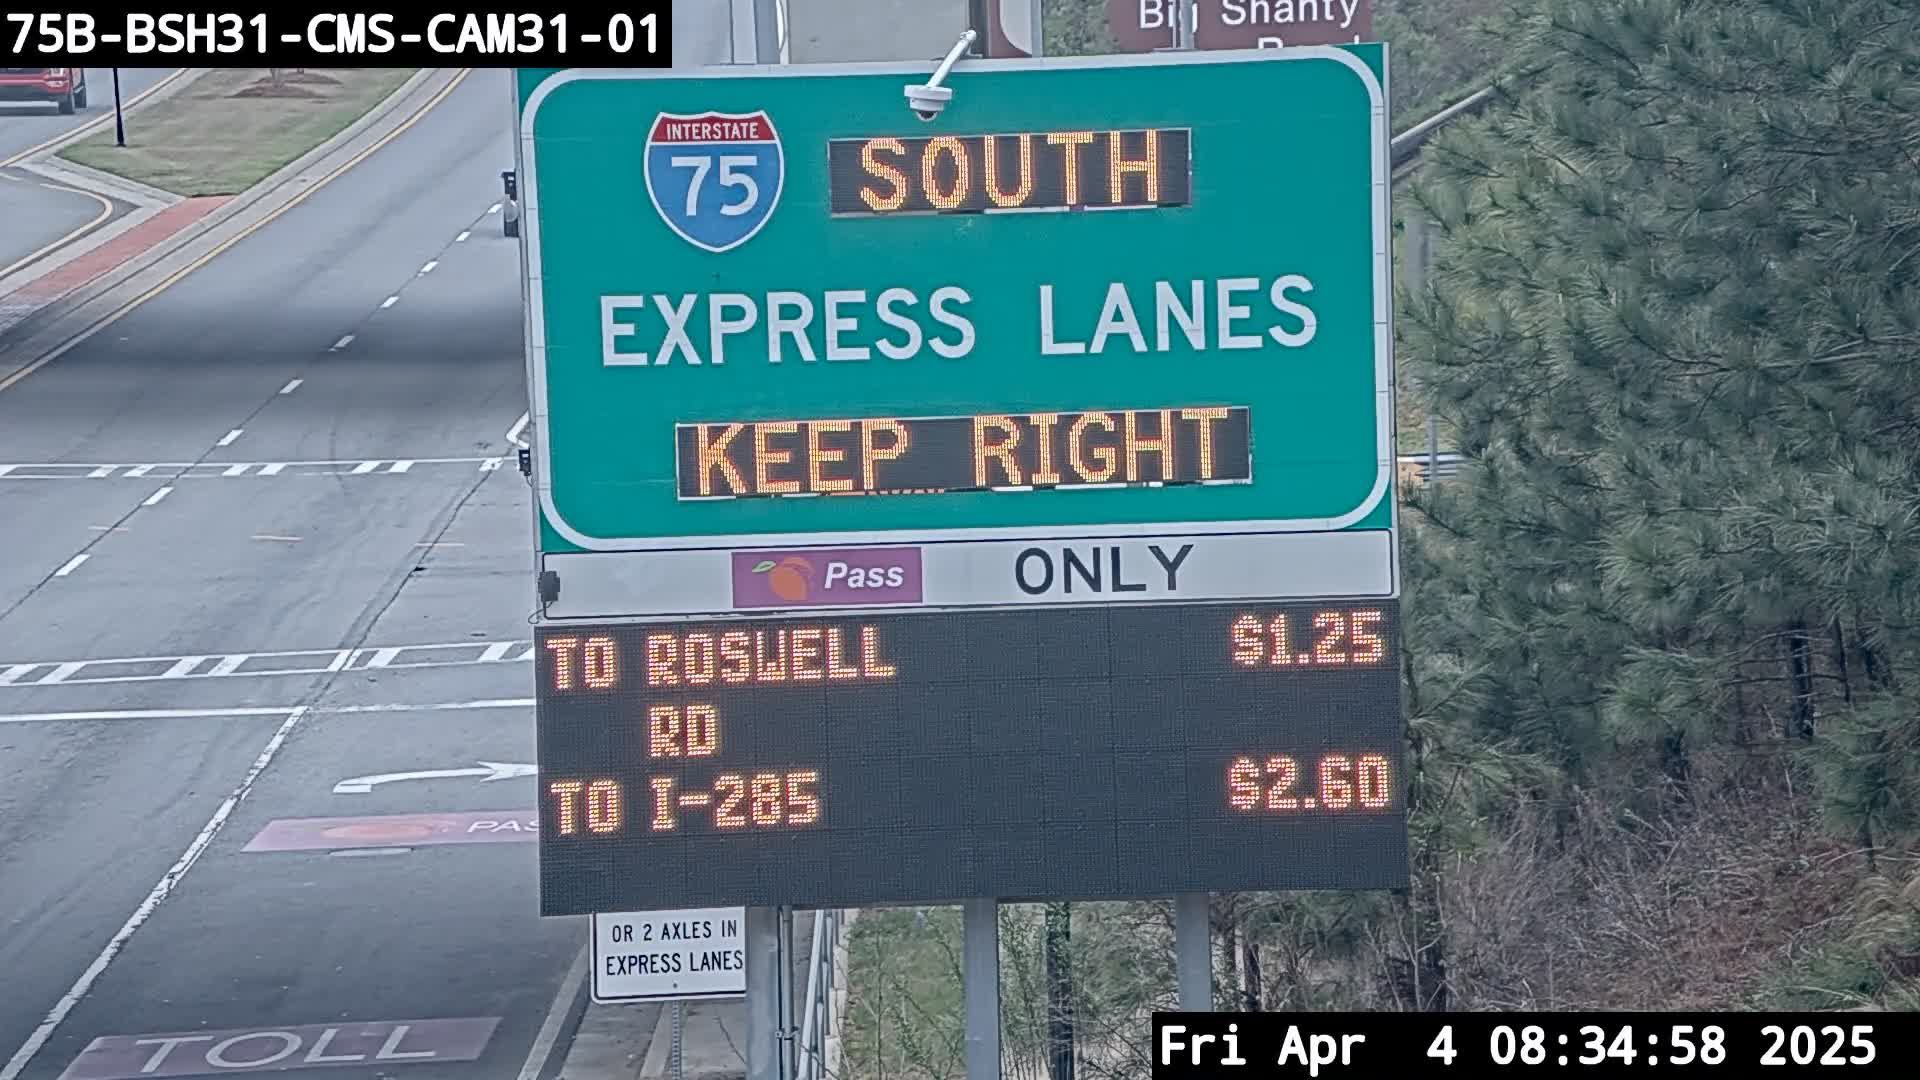 75B-BSH31-CMS-CAM31-01
Big Shanty
INTERSTATE
75
SOUTH
EXPRESS LANES
KEEP RIGHT
Pass
ONLY
TO ROSWELL $1.25
RD
TO I-285 $2.60
OR 2 AXLES IN
EXPRESS LANES
TOLL
Fri Apr 4 08:34:58 2025